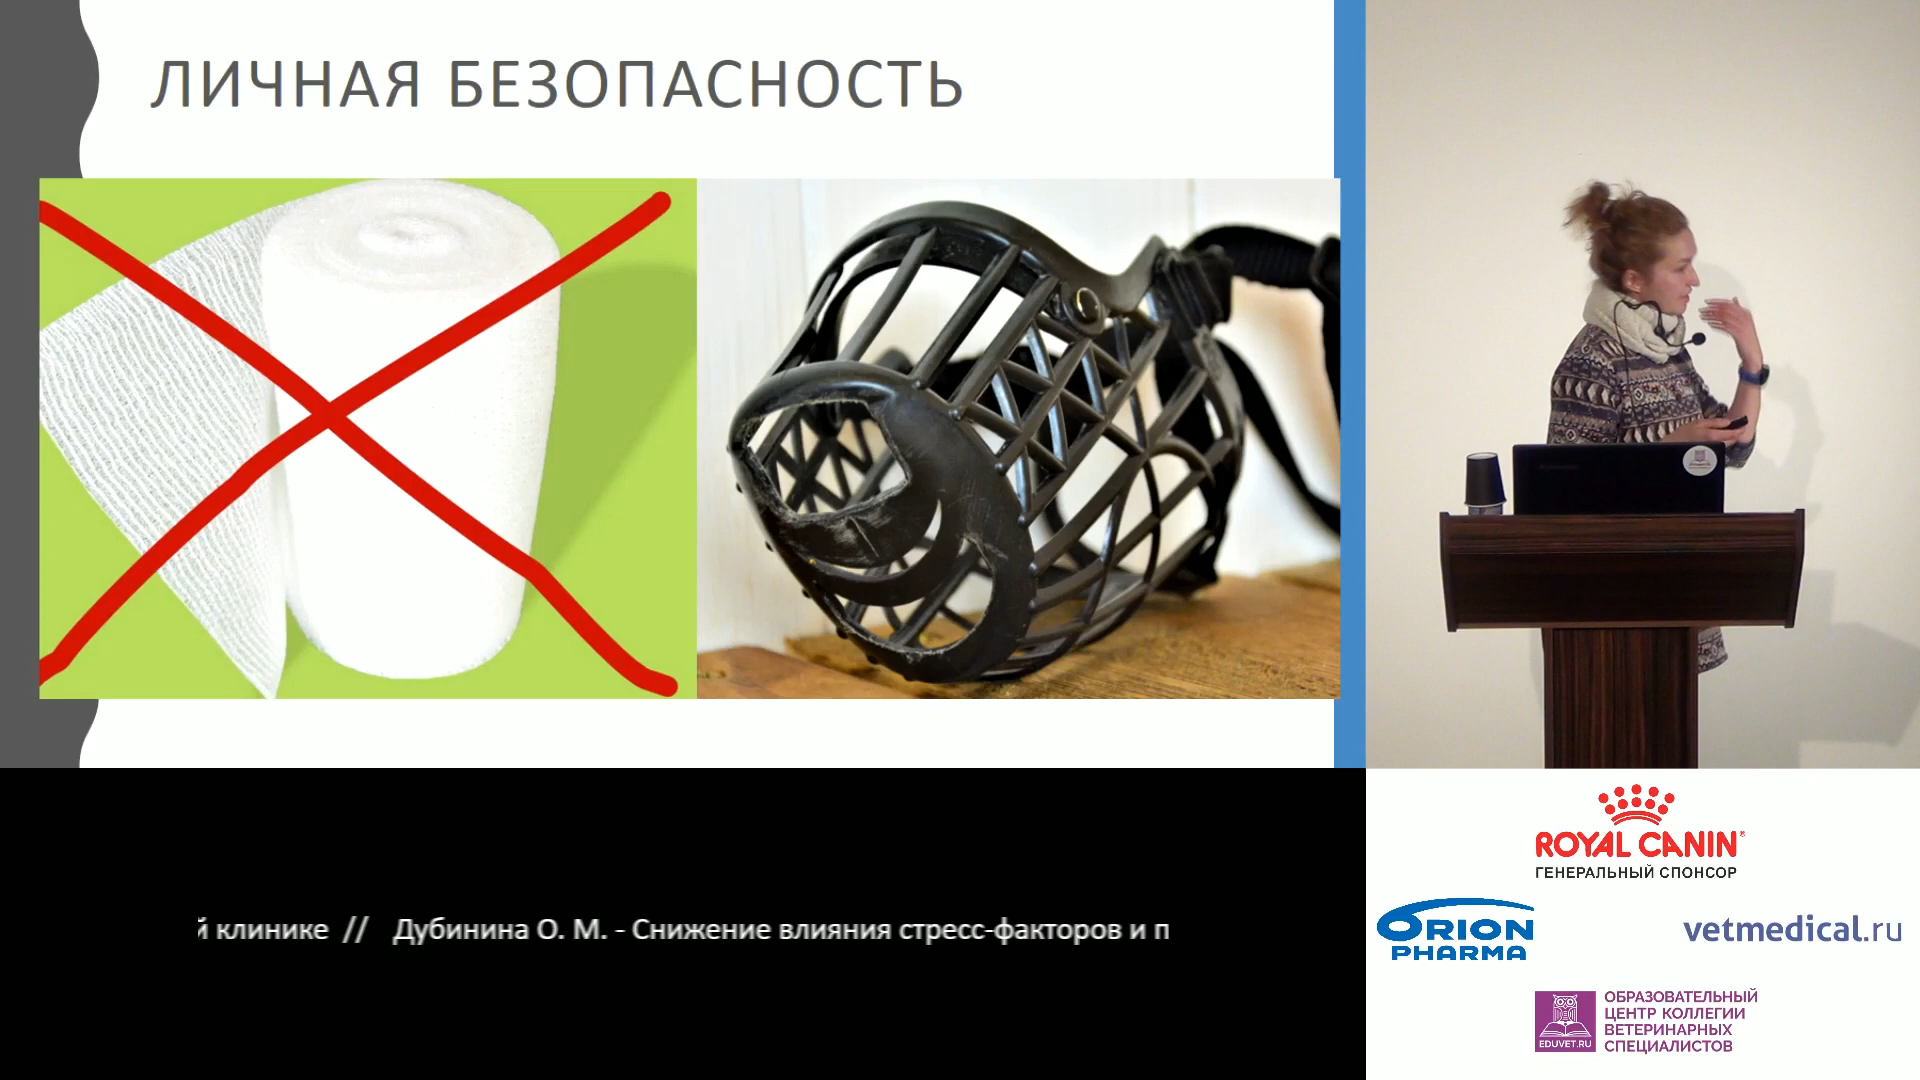 ЛИЧНАЯ БЕЗОПАСНОСТЬ
й клинике // Дубинина О. М. - Снижение влияния стресс-факторов и п
ROYAL CANIN
ГЕНЕРАЛЬНЫЙ СПОНСОР
ORION
PHARMA
vetmedical.ru
EDUVET.RU
ОБРАЗОВАТЕЛЬНЫЙ
ЦЕНТР КОЛЛЕГИИ
ВЕТЕРИНАРНЫХ
СПЕЦИАЛИСТОВ